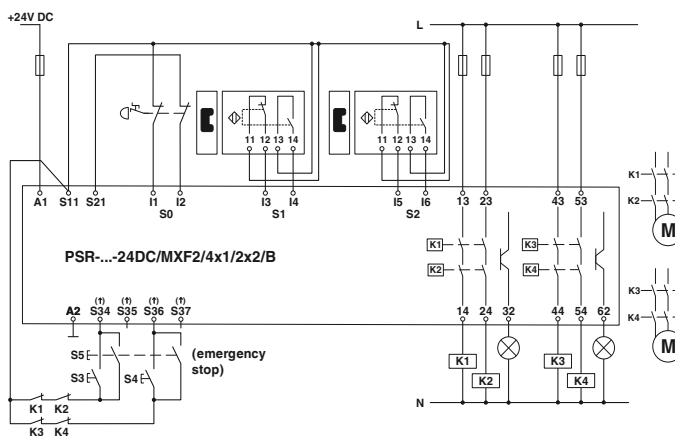 +24V DC
L
11 12 13 14
11 12 13 14
A1 S11 S21 I1 I2 I3 I4 I5 I6 13 23 43 53
S0 S1 S2
K1
K2
M
PSR-...-24DC/MXF2/4x1/2x2/B
K1 K3
K2 K4
K3
K4
M
(↑) (↑) (↑) (↑)
A2 S34 S35 S36 S37 14 24 32 44 54 62
S5 (emergency
stop)
S3 S4
K1 K3
K2 K4
K1 K2
K3 K4
N